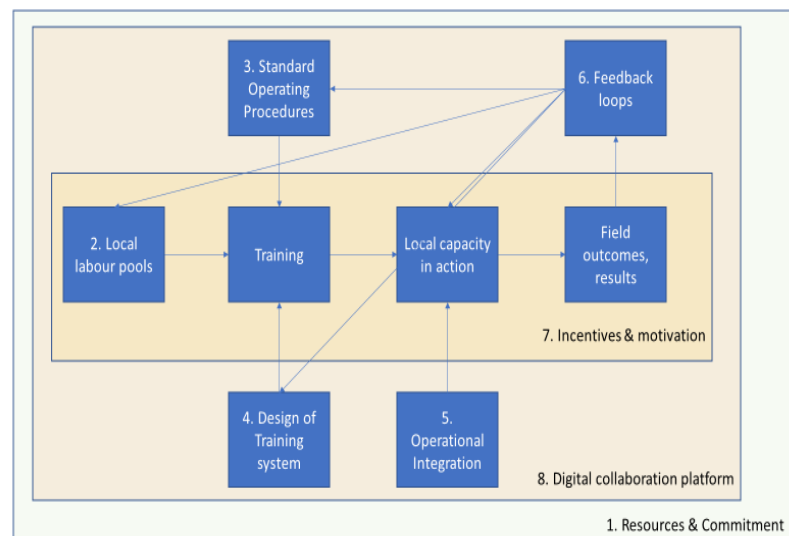 3. Standard
Operating
Procedures
6. Feedback
loops
2. Local
labour pools
Training
Local capacity
in action
Field
outcomes,
results
7. Incentives & motivation
4. Design of
Training
system
5.
Operational
Integration
8. Digital collaboration platform
1. Resources & Commitment